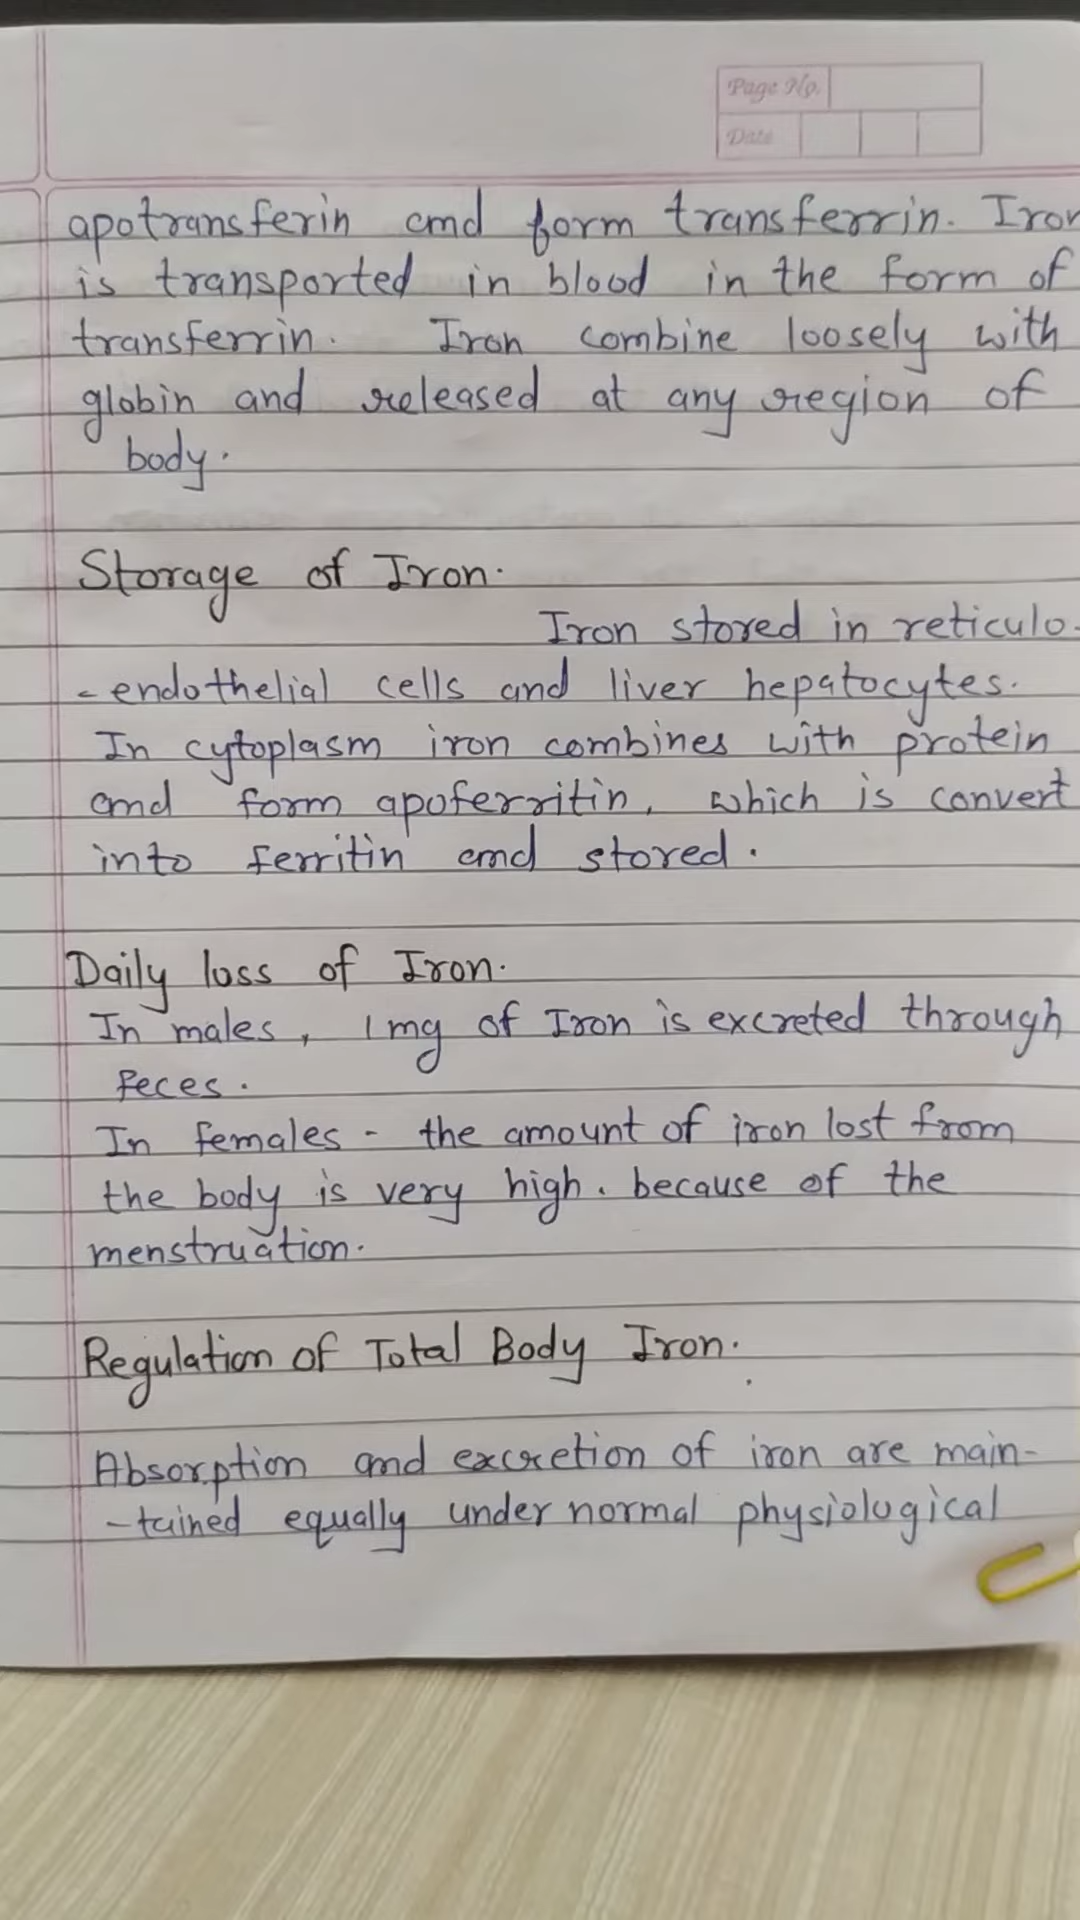 Page No.
Date
apotransferin and form transferrin. Iron
is transported in blood in the form of
transferrin. Iron combine loosely with
globin and released at any region of
body.
Storage of Iron.
Iron stored in reticulo
- endothelial cells and liver hepatocytes.
In cytoplasm iron combines with protein
and form apoferritin, which is convert
into ferritin and stored.
Daily loss of Iron.
In males, 1mg of Iron is excreted through
feces.
In females - the amount of iron lost from
the body is very high. because of the
menstruation.
Regulation of Total Body Iron.
Absorption and excretion of iron are main-
-tained equally under normal physiological